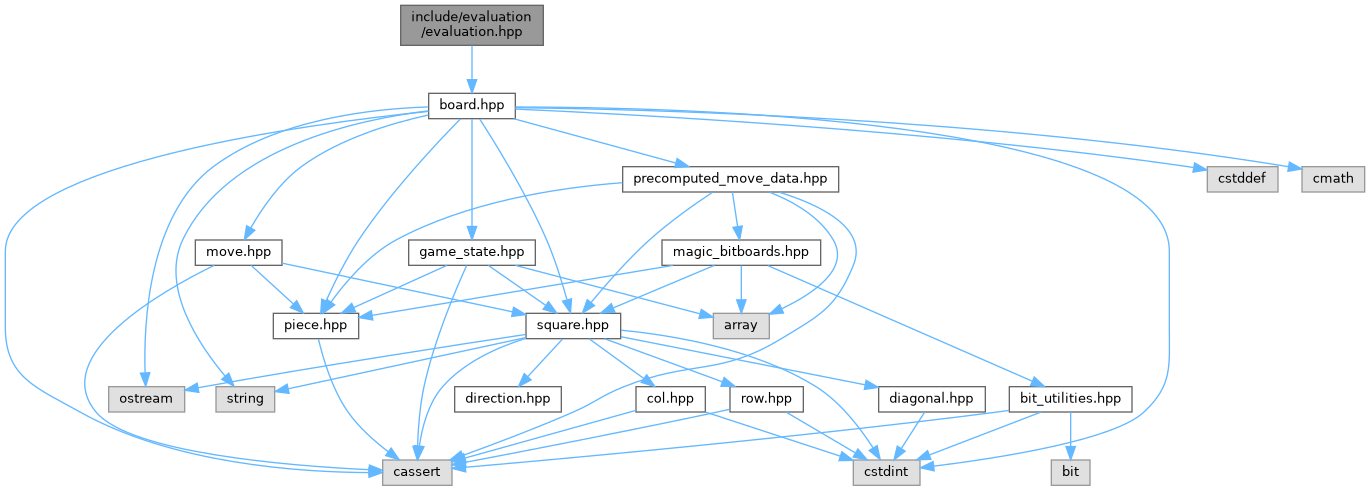 include/evaluation
/evaluation.hpp
board.hpp
precomputed_move_data.hpp
cstddef
cmath
move.hpp
game_state.hpp
magic_bitboards.hpp
piece.hpp
square.hpp
array
ostream
string
direction.hpp
col.hpp
row.hpp
diagonal.hpp
bit_utilities.hpp
cassert
cstdint
bit